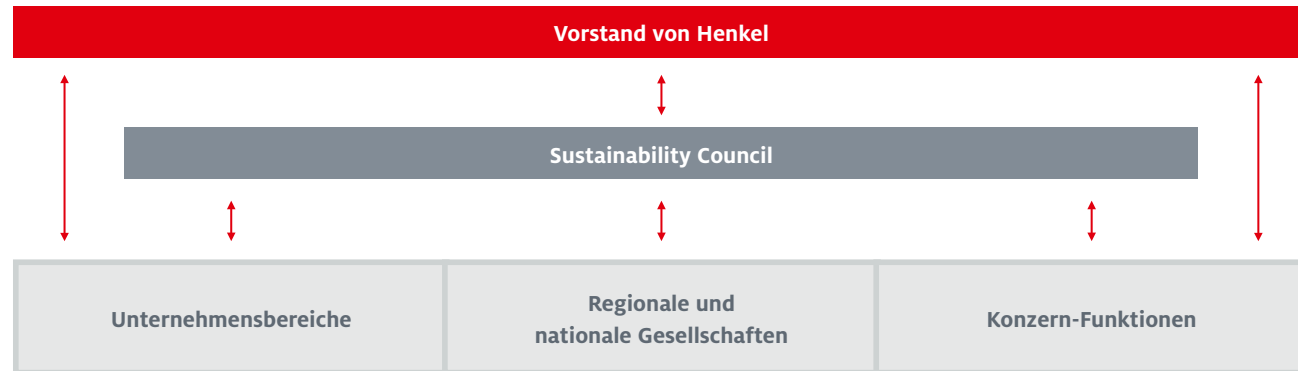 Vorstand von Henkel
Sustainability Council
Unternehmensbereiche
Regionale und
nationale Gesellschaften
Konzern-Funktionen